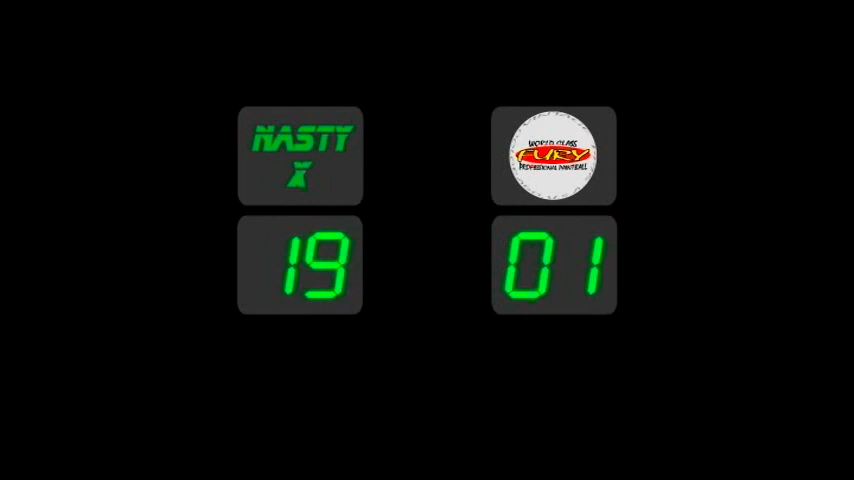 NASTY
X
WORLD CLASS
FURY
PROFESSIONAL PAINTBALL
19
01